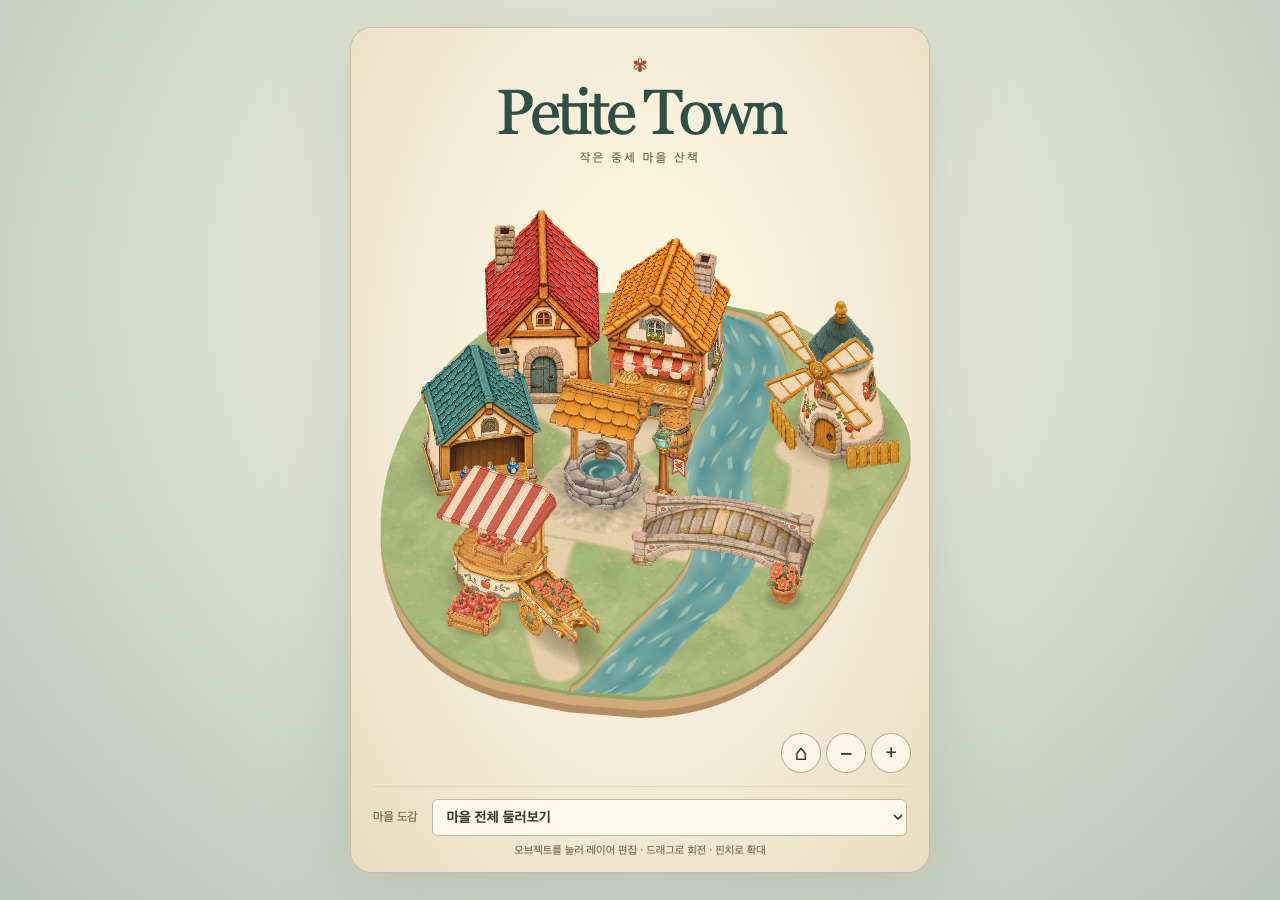 Petite Town
작은 중세 마을 산책
마을 도감
마을 전체 둘러보기
오브젝트를 눌러 레이어 편집 · 드래그로 회전 · 핀치로 확대